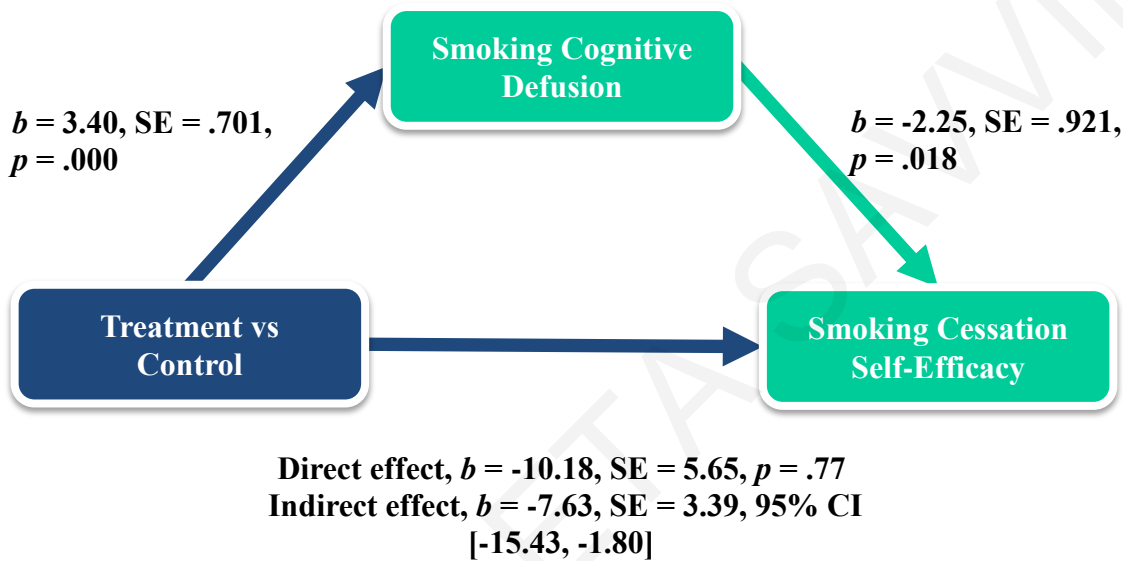 Smoking Cognitive
Defusion
b = 3.40, SE = .701,
p = .000
b = -2.25, SE = .921,
p = .018
Treatment vs
Control
Smoking Cessation
Self-Efficacy
Direct effect, b = -10.18, SE = 5.65, p = .77
Indirect effect, b = -7.63, SE = 3.39, 95% CI
[-15.43, -1.80]